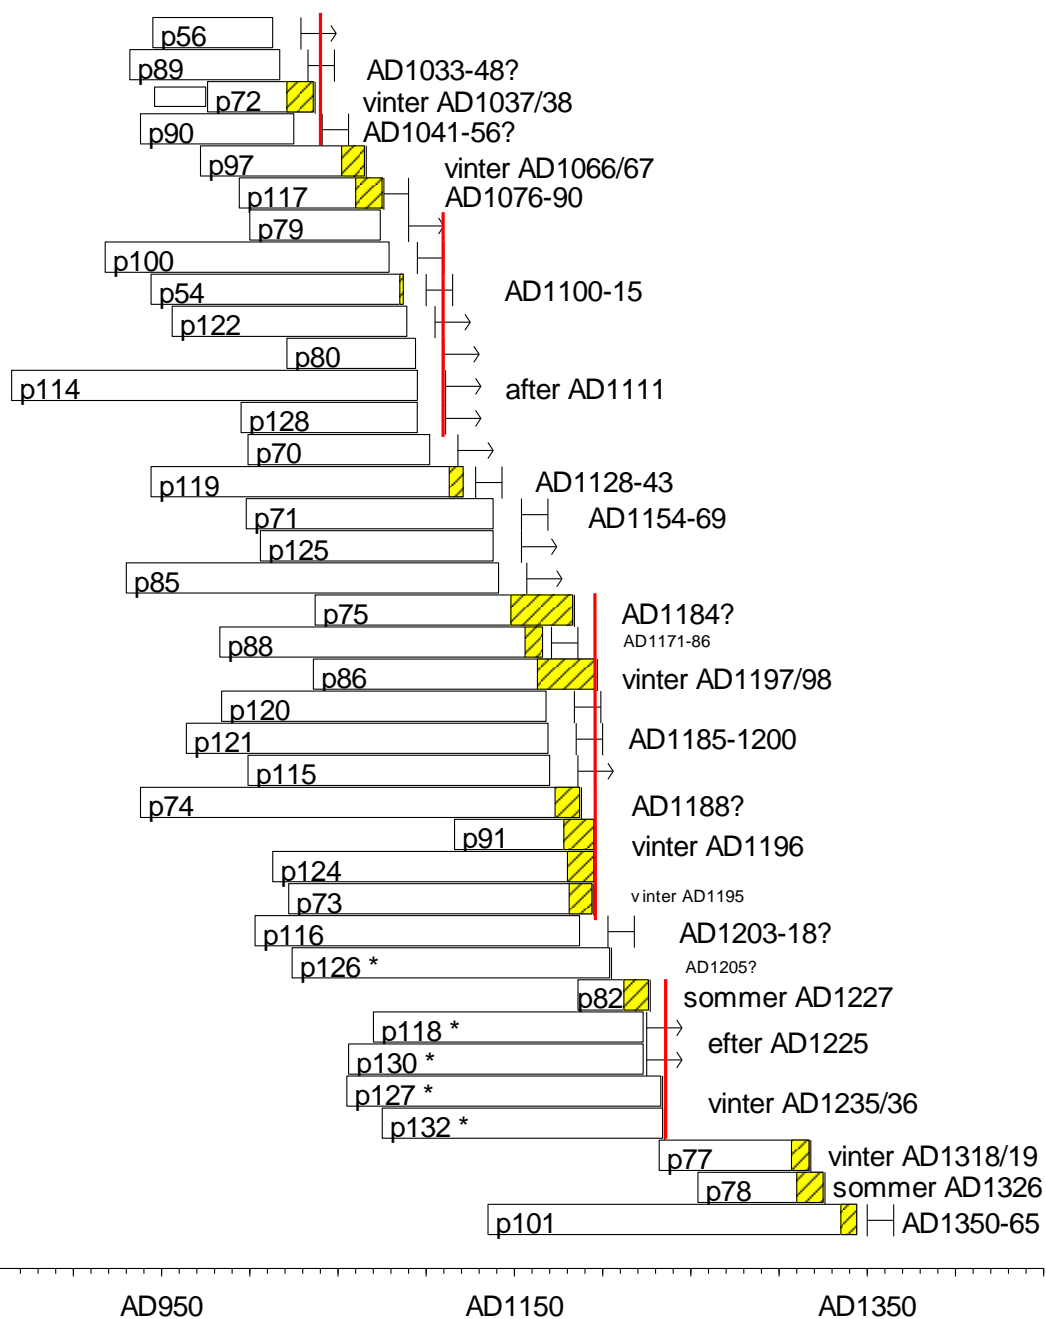 p56
p89 AD1033-48?
p72 vinter AD1037/38
p90 AD1041-56?
p97 vinter AD1066/67
p117 AD1076-90
p79
p100
p54 AD1100-15
p122
p80
p114 after AD1111
p128
p70
p119 AD1128-43
p71 AD1154-69
p125
p85
p75 AD1184?
p88 AD1171-86
p86 vinter AD1197/98
p120
p121 AD1185-1200
p115
p74 AD1188?
p91 vinter AD1196
p124
p73 vinter AD1195
p116 AD1203-18?
p126 * AD1205?
p82 sommer AD1227
p118 * efter AD1225
p130 *
p127 * vinter AD1235/36
p132 *
p77 vinter AD1318/19
p78 sommer AD1326
p101 AD1350-65
AD950 AD1150 AD1350